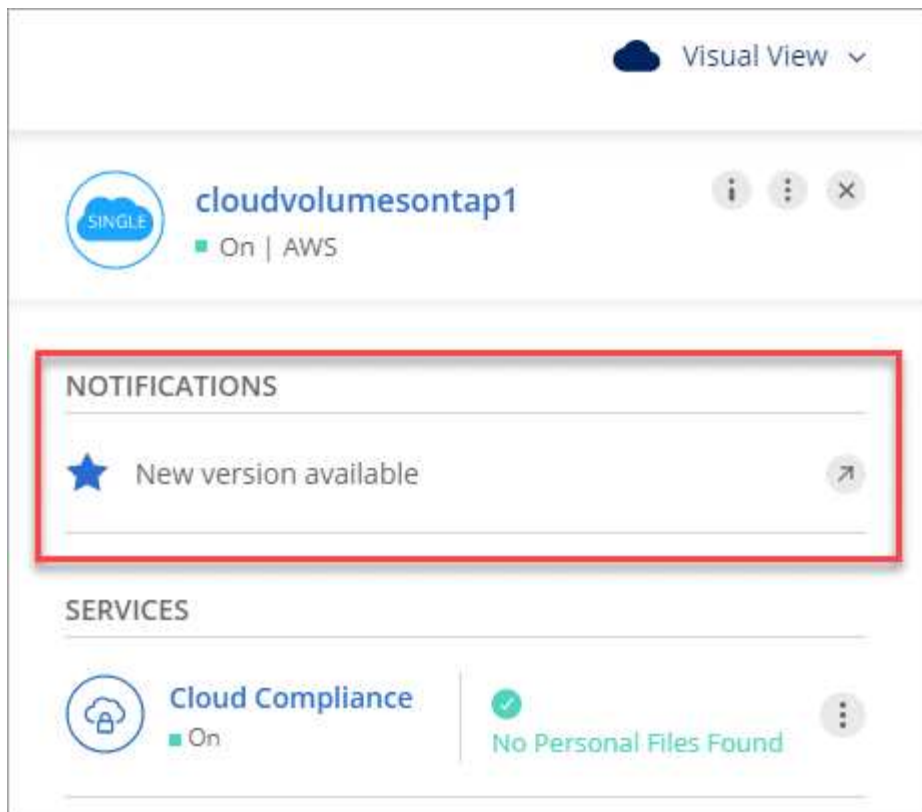 Visual View
SINGLE
cloudvolumesontap1
On | AWS
NOTIFICATIONS
New version available
SERVICES
Cloud Compliance
On
No Personal Files Found